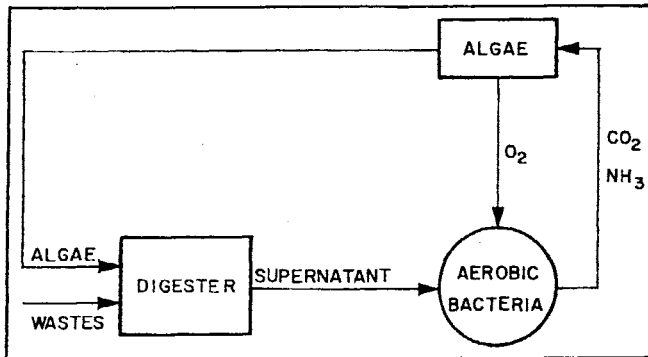 ALGAE
O₂
CO₂
NH₃
ALGAE
WASTES
DIGESTER
SUPERNATANT
AEROBIC
BACTERIA